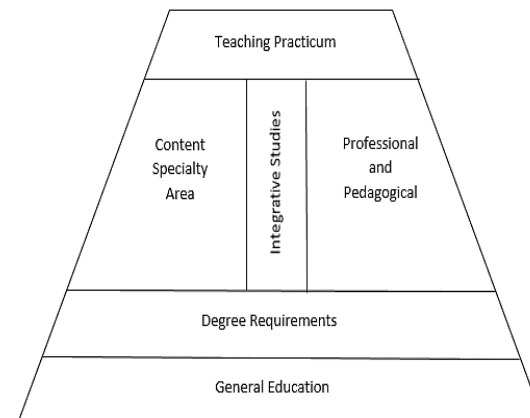 Teaching Practicum
Content
Specialty
Area
Integrative Studies
Professional
and
Pedagogical
Degree Requirements
General Education